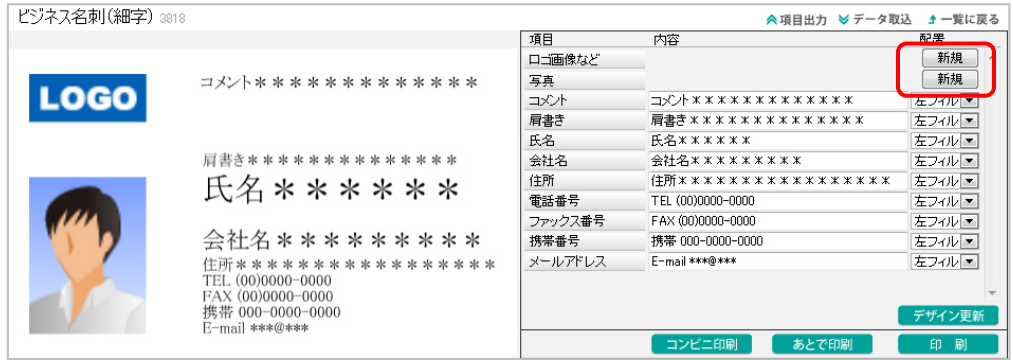 ビジネス名刺(細字) 3818
項目出力 データ取込 一覧に戻る
LOGO
コメント＊＊＊＊＊＊＊＊＊＊＊＊＊
肩書き＊＊＊＊＊＊＊＊＊＊＊＊＊＊
氏名＊＊＊＊＊＊
会社名＊＊＊＊＊＊＊＊＊
住所＊＊＊＊＊＊＊＊＊＊＊＊＊＊＊＊＊
TEL (00)0000-0000
FAX (00)0000-0000
携帯 000-0000-0000
E-mail ***@***
項目 内容 配置
ロゴ画像など 新規
写真 新規
コメント コメント＊＊＊＊＊＊＊＊＊＊＊＊＊ 左フィル
肩書き 肩書き＊＊＊＊＊＊＊＊＊＊＊＊＊＊ 左フィル
氏名 氏名＊＊＊＊＊＊ 左フィル
会社名 会社名＊＊＊＊＊＊＊＊＊ 左フィル
住所 住所＊＊＊＊＊＊＊＊＊＊＊＊＊＊＊＊＊ 左フィル
電話番号 TEL (00)0000-0000 左フィル
ファックス番号 FAX (00)0000-0000 左フィル
携帯番号 携帯 000-0000-0000 左フィル
メールアドレス E-mail ***@*** 左フィル
デザイン更新
コンビニ印刷 あとで印刷 印 刷